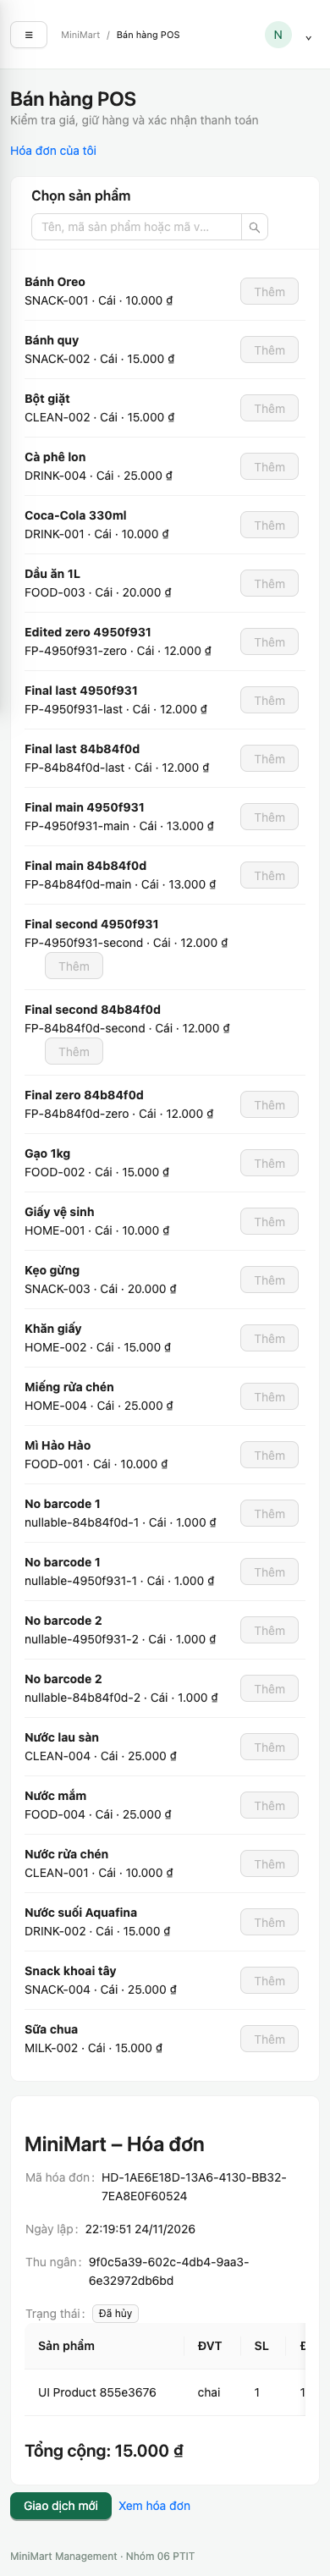 MiniMart / Bán hàng POS
N
Bán hàng POS
Kiểm tra giá, giữ hàng và xác nhận thanh toán
Hóa đơn của tôi
Chọn sản phẩm
Tên, mã sản phẩm hoặc mã v...
Bánh Oreo
SNACK-001 · Cái · 10.000 ₫
Thêm
Bánh quy
SNACK-002 · Cái · 15.000 ₫
Thêm
Bột giặt
CLEAN-002 · Cái · 15.000 ₫
Thêm
Cà phê lon
DRINK-004 · Cái · 25.000 ₫
Thêm
Coca-Cola 330ml
DRINK-001 · Cái · 10.000 ₫
Thêm
Dầu ăn 1L
FOOD-003 · Cái · 20.000 ₫
Thêm
Edited zero 4950f931
FP-4950f931-zero · Cái · 12.000 ₫
Thêm
Final last 4950f931
FP-4950f931-last · Cái · 12.000 ₫
Thêm
Final last 84b84f0d
FP-84b84f0d-last · Cái · 12.000 ₫
Thêm
Final main 4950f931
FP-4950f931-main · Cái · 13.000 ₫
Thêm
Final main 84b84f0d
FP-84b84f0d-main · Cái · 13.000 ₫
Thêm
Final second 4950f931
FP-4950f931-second · Cái · 12.000 ₫
Thêm
Final second 84b84f0d
FP-84b84f0d-second · Cái · 12.000 ₫
Thêm
Final zero 84b84f0d
FP-84b84f0d-zero · Cái · 12.000 ₫
Thêm
Gạo 1kg
FOOD-002 · Cái · 15.000 ₫
Thêm
Giấy vệ sinh
HOME-001 · Cái · 10.000 ₫
Thêm
Kẹo gừng
SNACK-003 · Cái · 20.000 ₫
Thêm
Khăn giấy
HOME-002 · Cái · 15.000 ₫
Thêm
Miếng rửa chén
HOME-004 · Cái · 25.000 ₫
Thêm
Mì Hảo Hảo
FOOD-001 · Cái · 10.000 ₫
Thêm
No barcode 1
nullable-84b84f0d-1 · Cái · 1.000 ₫
Thêm
No barcode 1
nullable-4950f931-1 · Cái · 1.000 ₫
Thêm
No barcode 2
nullable-4950f931-2 · Cái · 1.000 ₫
Thêm
No barcode 2
nullable-84b84f0d-2 · Cái · 1.000 ₫
Thêm
Nước lau sàn
CLEAN-004 · Cái · 25.000 ₫
Thêm
Nước mắm
FOOD-004 · Cái · 25.000 ₫
Thêm
Nước rửa chén
CLEAN-001 · Cái · 10.000 ₫
Thêm
Nước suối Aquafina
DRINK-002 · Cái · 15.000 ₫
Thêm
Snack khoai tây
SNACK-004 · Cái · 25.000 ₫
Thêm
Sữa chua
MILK-002 · Cái · 15.000 ₫
Thêm
MiniMart – Hóa đơn
Mã hóa đơn: HD-1AE6E18D-13A6-4130-BB32-
7EA8E0F60524
Ngày lập: 22:19:51 24/11/2026
Thu ngân: 9f0c5a39-602c-4db4-9aa3-
6e32972db6bd
Trạng thái: Đã hủy
Sản phẩm ĐVT SL
UI Product 855e3676 chai 1
Tổng cộng: 15.000 ₫
Giao dịch mới Xem hóa đơn
MiniMart Management · Nhóm 06 PTIT